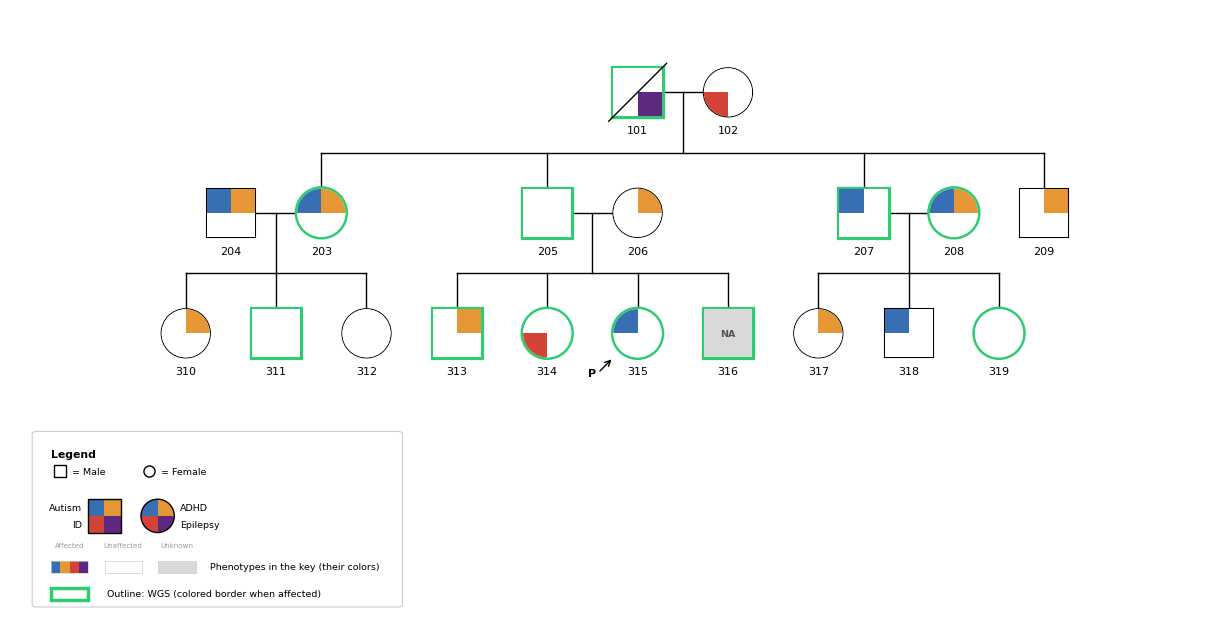 101 102
204 203 205 206 207 208 209
NA
310 311 312 313 314 315 316 317 318 319
P
Legend
= Male = Female
Autism ADHD
ID Epilepsy
Affected Unaffected Unknown
Phenotypes in the key (their colors)
Outline: WGS (colored border when affected)